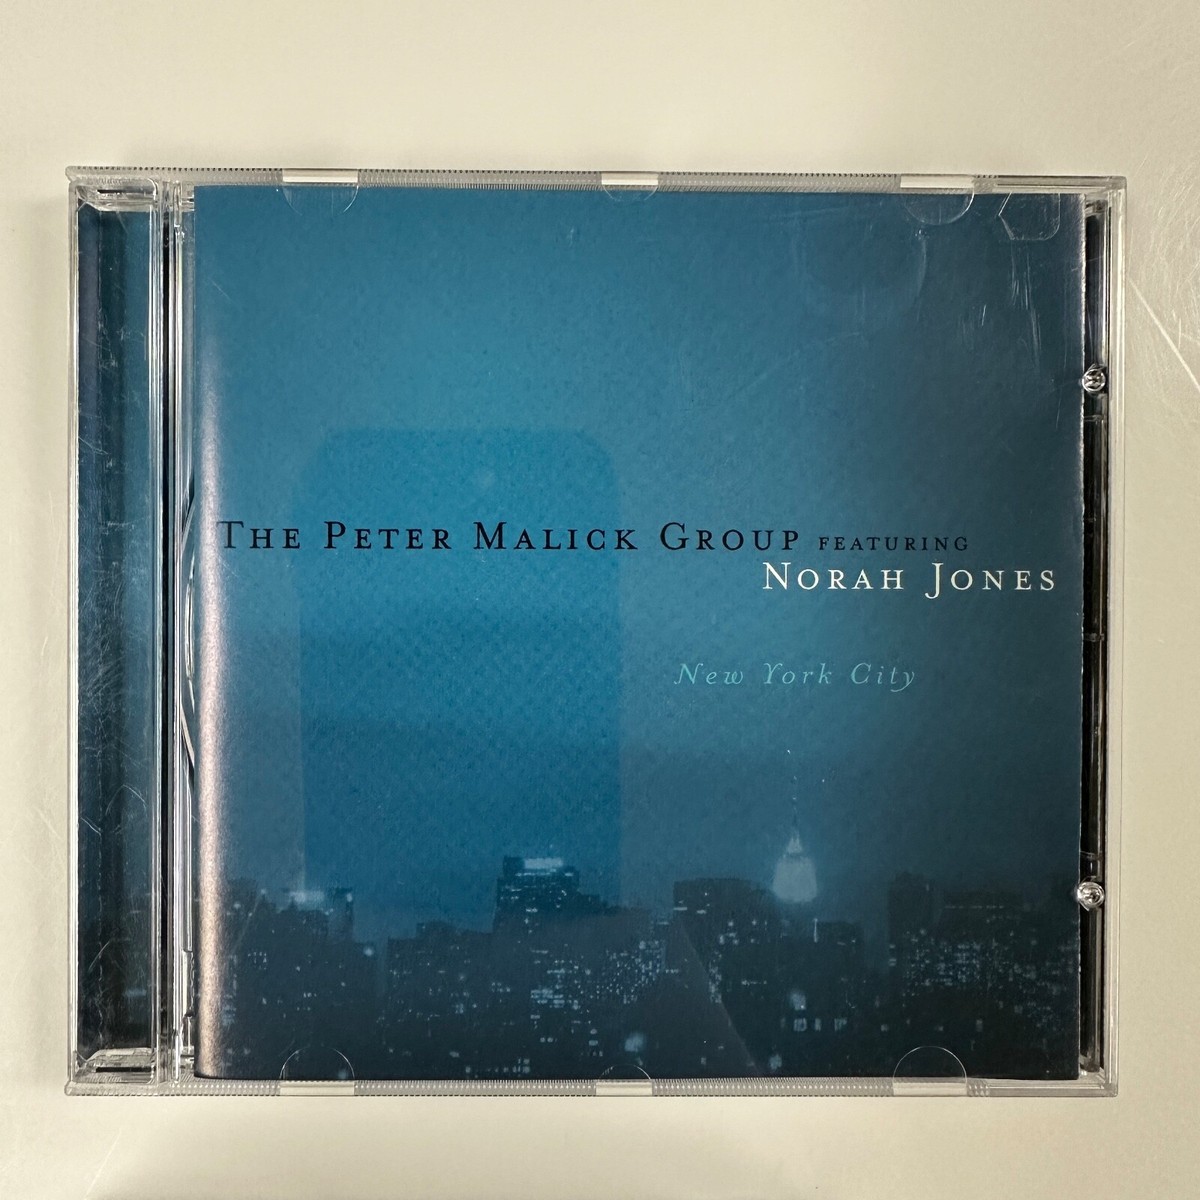 THE PETER MALICK GROUP FEATURING
NORAH JONES
New York City